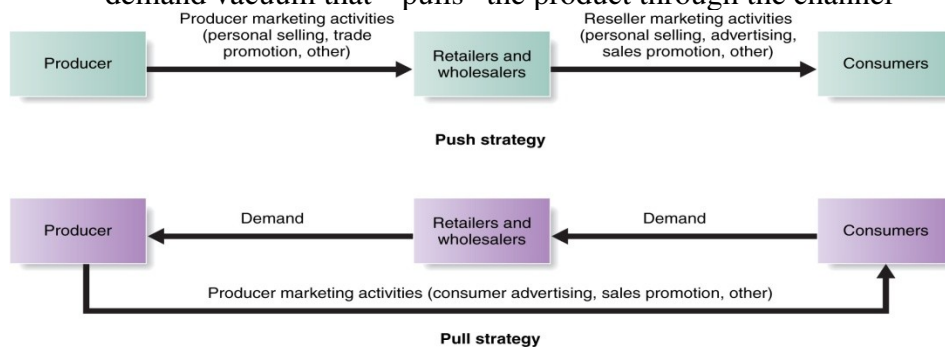 demand vacuum that "pulls" the product through the channel
Producer marketing activities
(personal selling, trade
promotion, other)
Reseller marketing activities
(personal selling, advertising,
sales promotion, other)
Producer
Retailers and
wholesalers
Consumers
Push strategy
Producer
Demand
Retailers and
wholesalers
Demand
Consumers
Producer marketing activities (consumer advertising, sales promotion, other)
Pull strategy